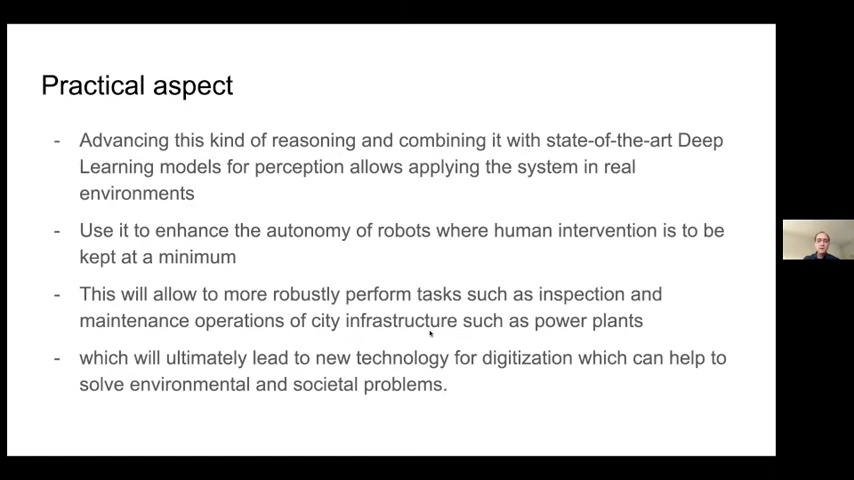 Practical aspect
- Advancing this kind of reasoning and combining it with state-of-the-art Deep
Learning models for perception allows applying the system in real
environments
- Use it to enhance the autonomy of robots where human intervention is to be
kept at a minimum
- This will allow to more robustly perform tasks such as inspection and
maintenance operations of city infrastructure such as power plants
- which will ultimately lead to new technology for digitization which can help to
solve environmental and societal problems.